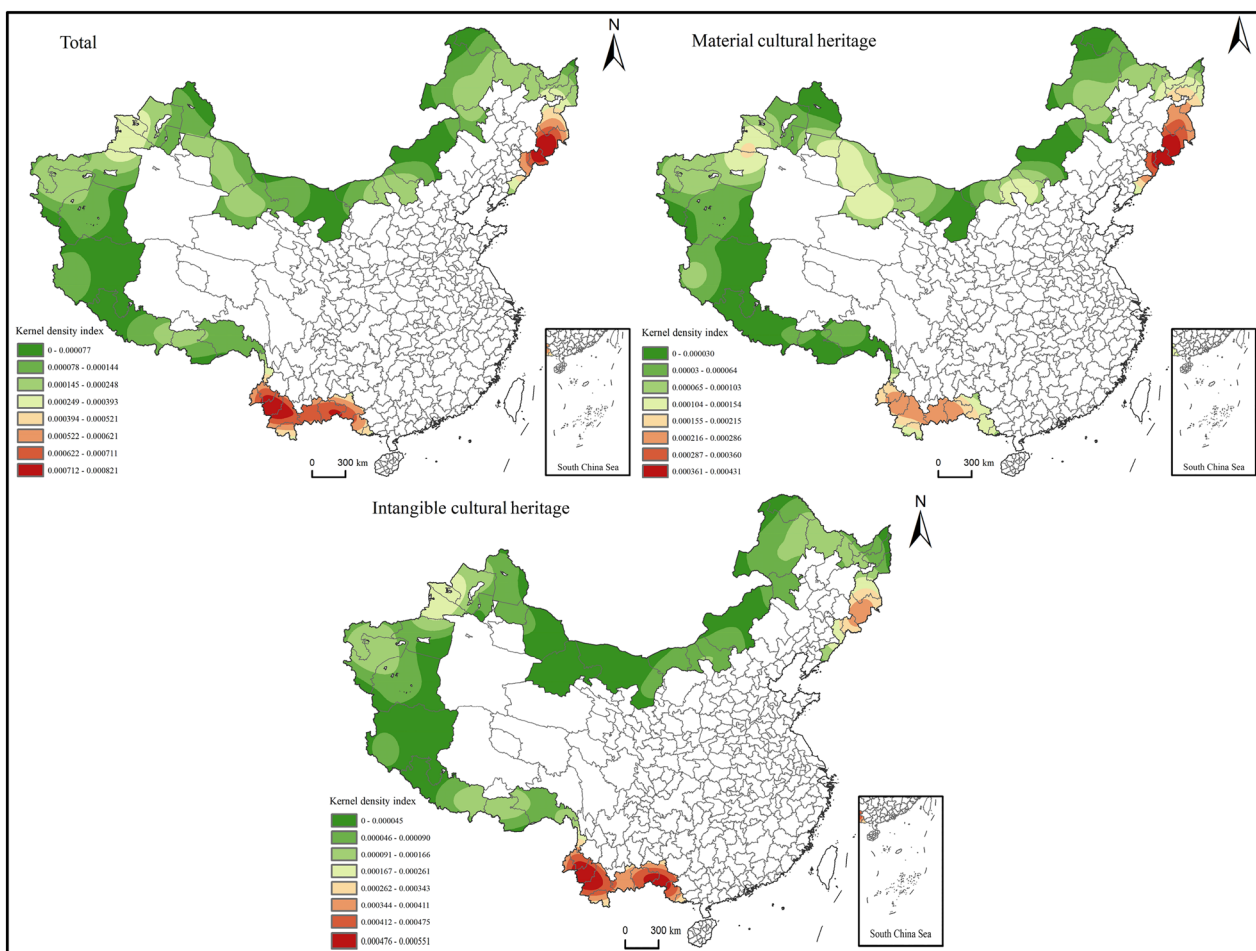 Total
N
Kernel density index
0 - 0.000077
0.000078 - 0.000144
0.000145 - 0.000248
0.000249 - 0.000393
0.000394 - 0.000521
0.000522 - 0.000621
0.000622 - 0.000711
0.000712 - 0.000821
0 300 km
South China Sea
Material cultural heritage
N
Kernel density index
0 - 0.000030
0.00003 - 0.000064
0.000065 - 0.000103
0.000104 - 0.000154
0.000155 - 0.000215
0.000216 - 0.000286
0.000287 - 0.000360
0.000361 - 0.000431
0 300 km
South China Sea
Intangible cultural heritage
N
Kernel density index
0 - 0.000045
0.000046 - 0.000090
0.000091 - 0.000166
0.000167 - 0.000261
0.000262 - 0.000343
0.000344 - 0.000411
0.000412 - 0.000475
0.000476 - 0.000551
0 300 km
South China Sea